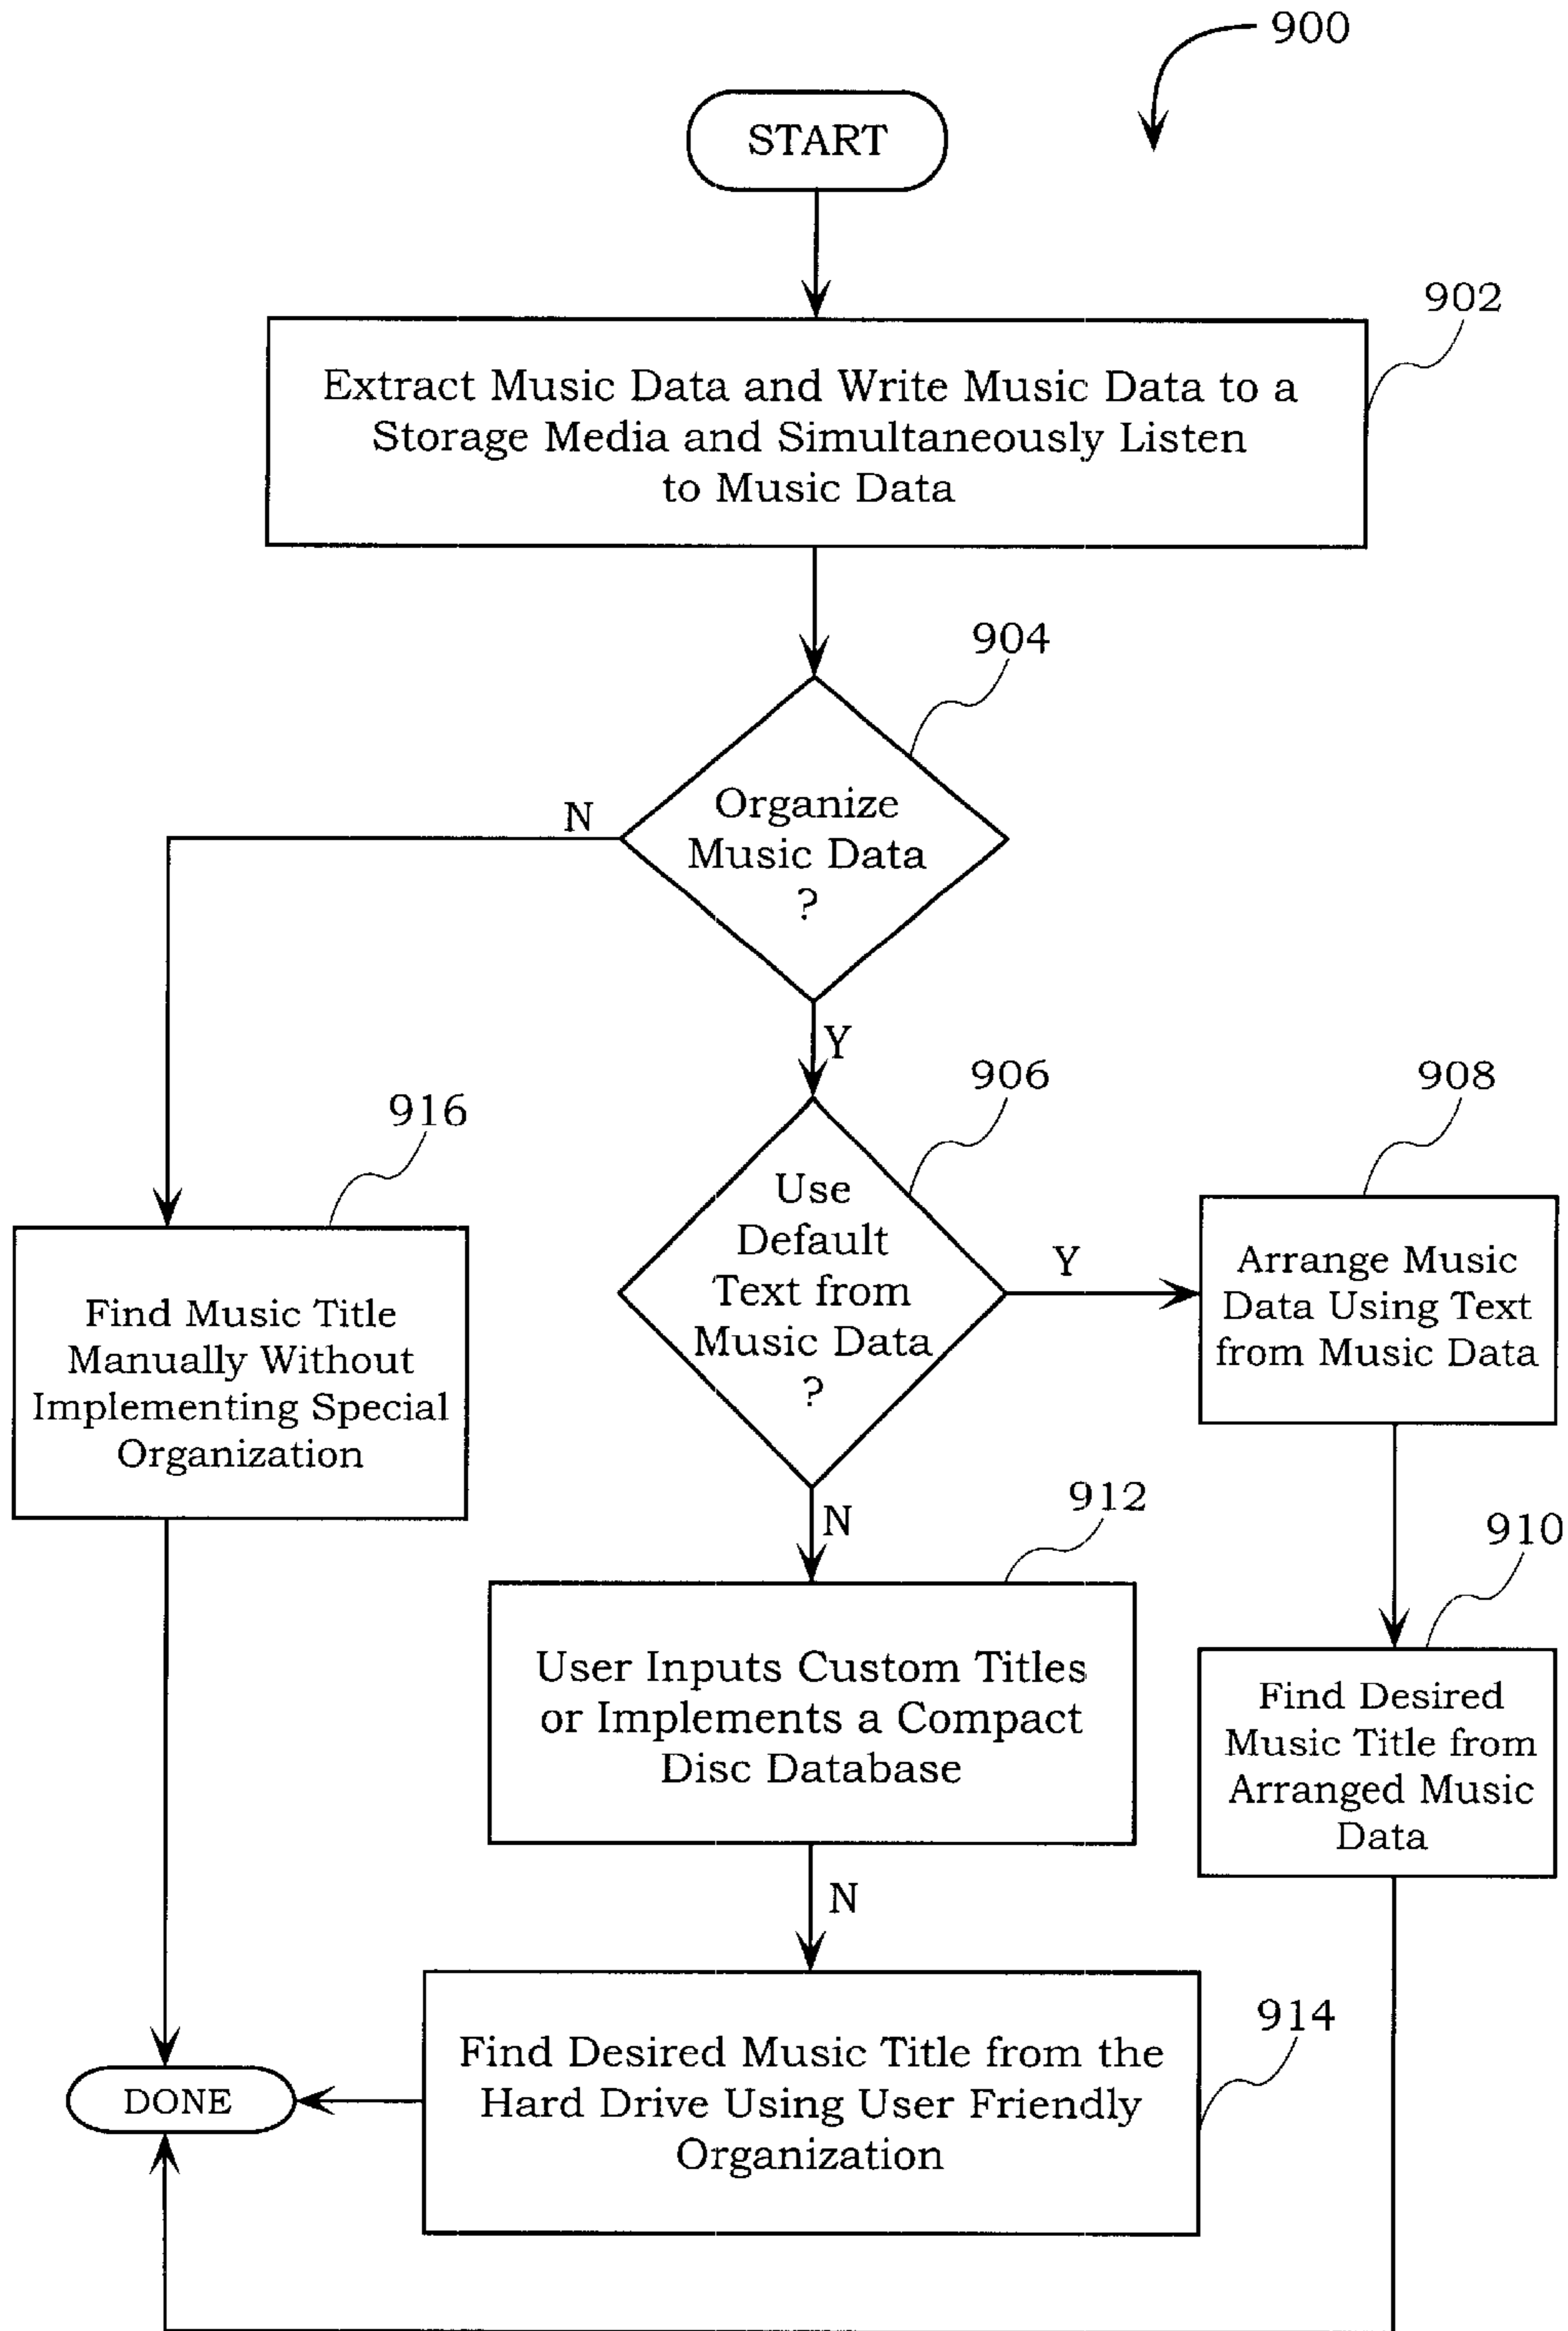 900
START
902
Extract Music Data and Write Music Data to a
Storage Media and Simultaneously Listen
to Music Data
904
Organize
Music Data
?
N
Y
906
908
916
Use
Default
Text from
Music Data
?
Y
Arrange Music
Data Using Text
from Music Data
Find Music Title
Manually Without
Implementing Special
Organization
N
912
910
User Inputs Custom Titles
or Implements a Compact
Disc Database
Find Desired
Music Title from
Arranged Music
Data
N
914
Find Desired Music Title from the
Hard Drive Using User Friendly
Organization
DONE